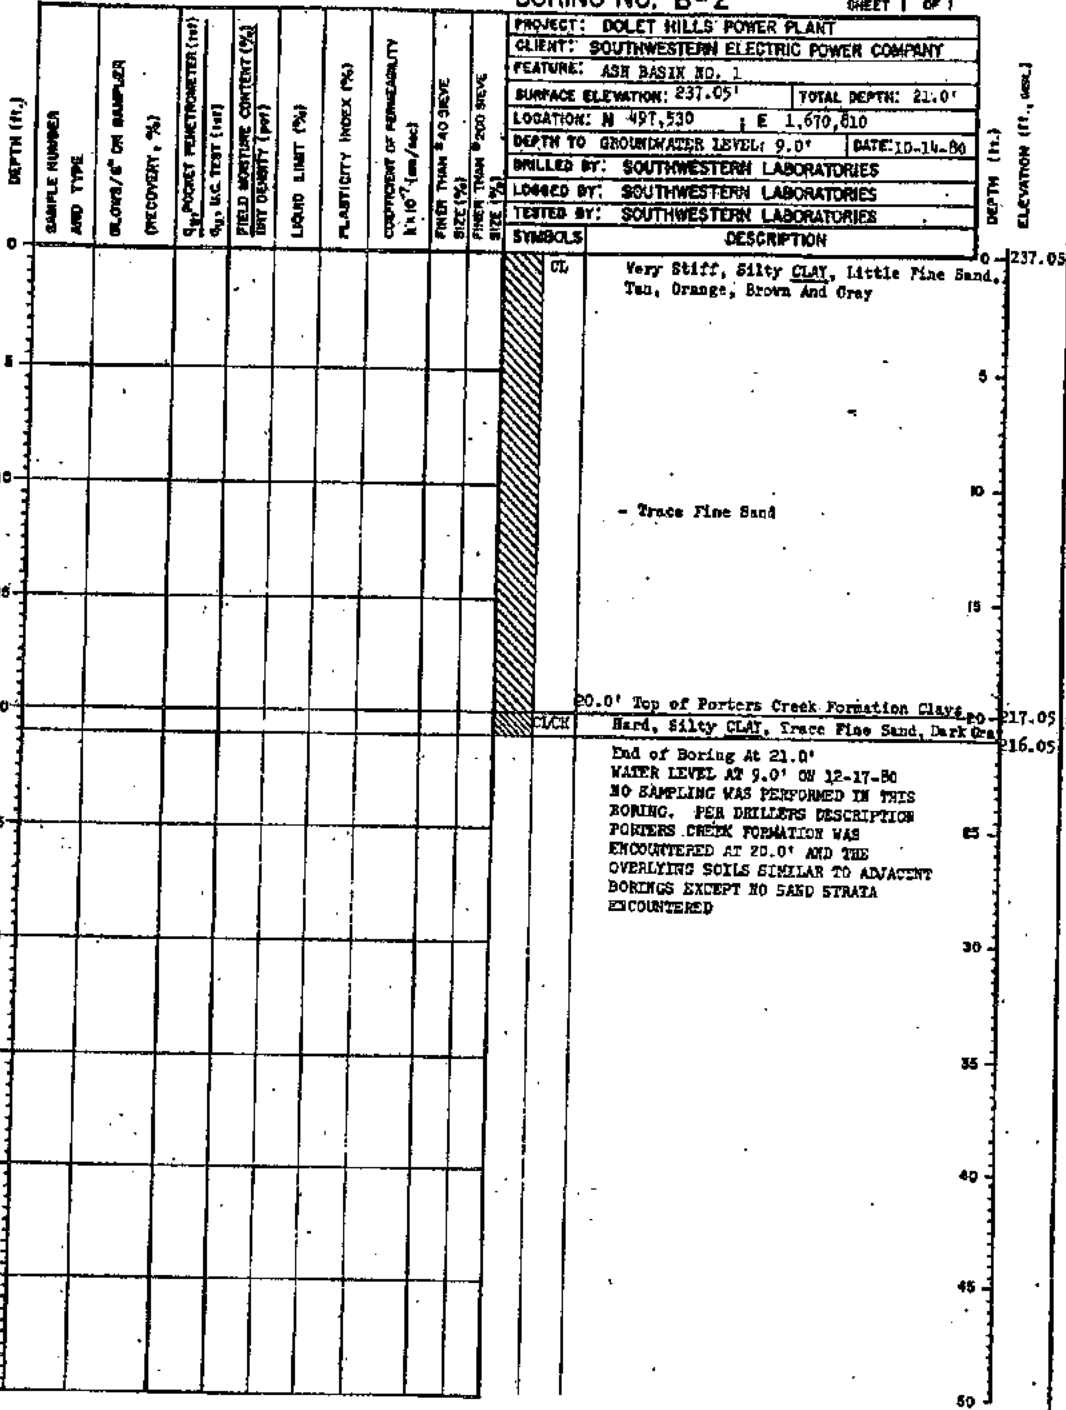 BORING NO. B-2
SHEET 1 OF 1
PROJECT: DOLET HILLS POWER PLANT
CLIENT: SOUTHWESTERN ELECTRIC POWER COMPANY
FEATURE: ASH BASIN NO. 1
SURFACE ELEVATION: 237.05' TOTAL DEPTH: 21.0'
LOCATION: N 497,530 ; E 1,670,610
DEPTH TO GROUNDWATER LEVEL: 9.0' DATE: 10-14-80
DRILLED BY: SOUTHWESTERN LABORATORIES
LOGGED BY: SOUTHWESTERN LABORATORIES
TESTED BY: SOUTHWESTERN LABORATORIES
SYMBOLS DESCRIPTION
DEPTH (ft.)
SAMPLE NUMBER
AND TYPE
BLOWS/6" ON SAMPLER
(RECOVERY, %)
POCKET PENETROMETER (tsf)
U.C. TEST (tsf)
FIELD MOISTURE CONTENT (%)
DRY DENSITY (pcf)
LIQUID LIMIT (%)
PLASTICITY INDEX (%)
COEFFICIENT OF PERMEABILITY
k x 10⁻⁷ (cm/sec)
FINER THAN #40 SIEVE
SIZE (%)
FINER THAN #200 SIEVE
SIZE (%)
DEPTH (ft.)
ELEVATION (ft.,
0
0 237.05
CL Very Stiff, Silty CLAY, Little Fine Sand,
Tan, Orange, Brown And Gray
5
10
- Trace Fine Sand
15
20.0' Top of Porters Creek Formation Clays
20 217.05
CL/CH Hard, Silty CLAY, Trace Fine Sand, Dark Gra
216.05
End of Boring At 21.0'
WATER LEVEL AT 9.0' ON 12-17-80
NO SAMPLING WAS PERFORMED IN THIS
BORING. PER DRILLERS DESCRIPTION
PORTERS CREEK FORMATION WAS
25
ENCOUNTERED AT 20.0' AND THE
OVERLYING SOILS SIMILAR TO ADJACENT
BORINGS EXCEPT NO SAND STRATA
ENCOUNTERED
30
35
40
45
50